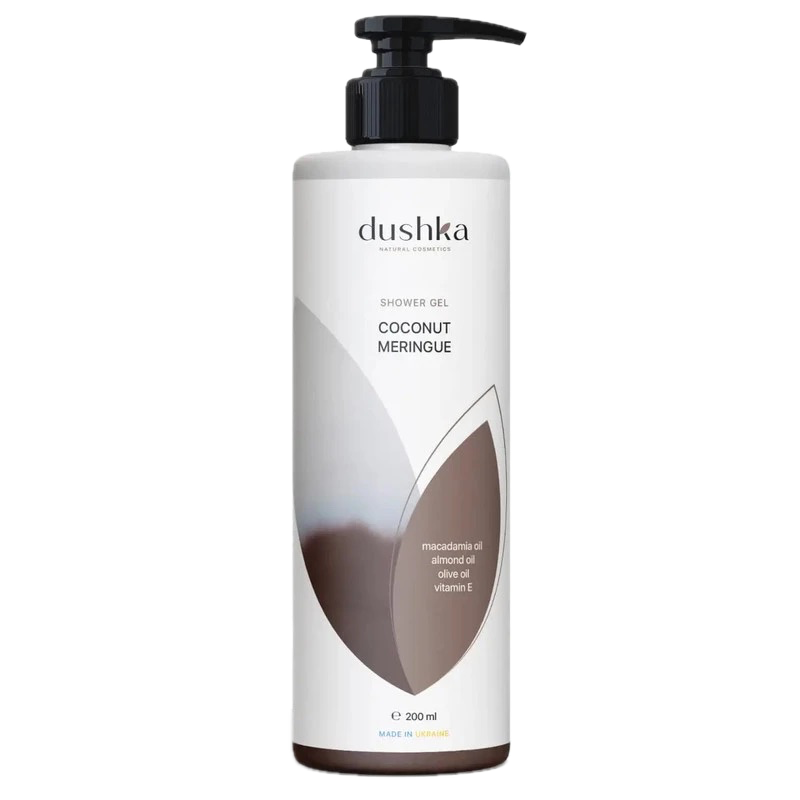 dushka
NATURAL COSMETICS
SHOWER GEL
COCONUT
MERINGUE
macadamia oil
almond oil
olive oil
vitamin E
℮ 200 ml
MADE IN UKRAINE